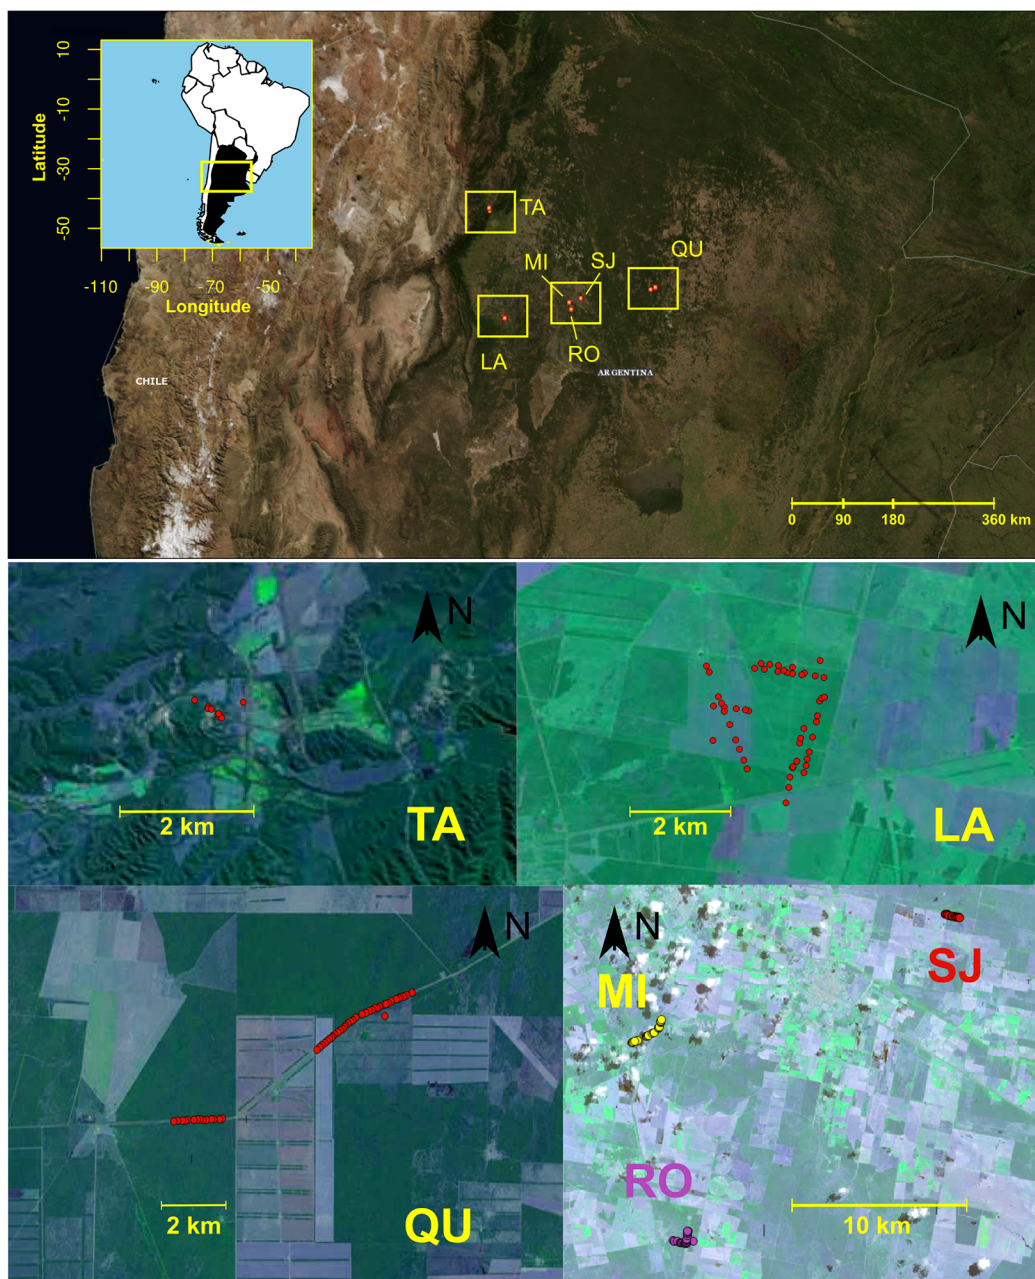 10
-10
-30
-50
Latitude
-110
-90
-70
-50
Longitude
TA
QU
MI
SJ
LA
RO
CHILE
ARGENTINA
0
90
180
360 km
N
2 km
TA
N
2 km
LA
N
2 km
QU
N
MI
SJ
RO
10 km